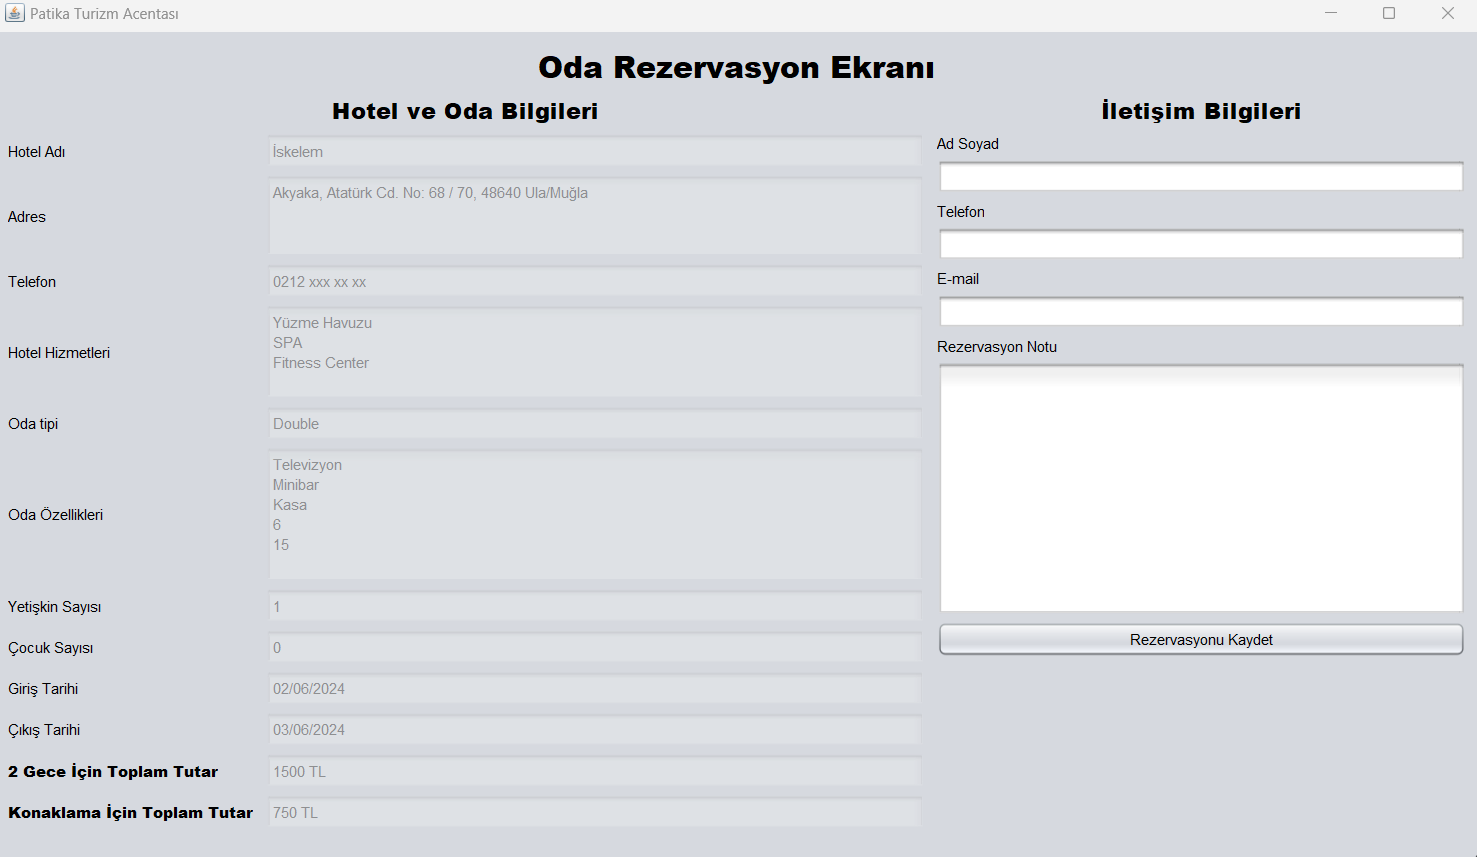 Patika Turizm Acentası
Oda Rezervasyon Ekranı
Hotel ve Oda Bilgileri
Hotel Adı
İskelem
Adres
Akyaka, Atatürk Cd. No: 68 / 70, 48640 Ula/Muğla
Telefon
0212 xxx xx xx
Hotel Hizmetleri
Yüzme Havuzu
SPA
Fitness Center
Oda tipi
Double
Oda Özellikleri
Televizyon
Minibar
Kasa
6
15
Yetişkin Sayısı
1
Çocuk Sayısı
0
Giriş Tarihi
02/06/2024
Çıkış Tarihi
03/06/2024
2 Gece İçin Toplam Tutar
1500 TL
Konaklama İçin Toplam Tutar
750 TL
İletişim Bilgileri
Ad Soyad
Telefon
E-mail
Rezervasyon Notu
Rezervasyonu Kaydet